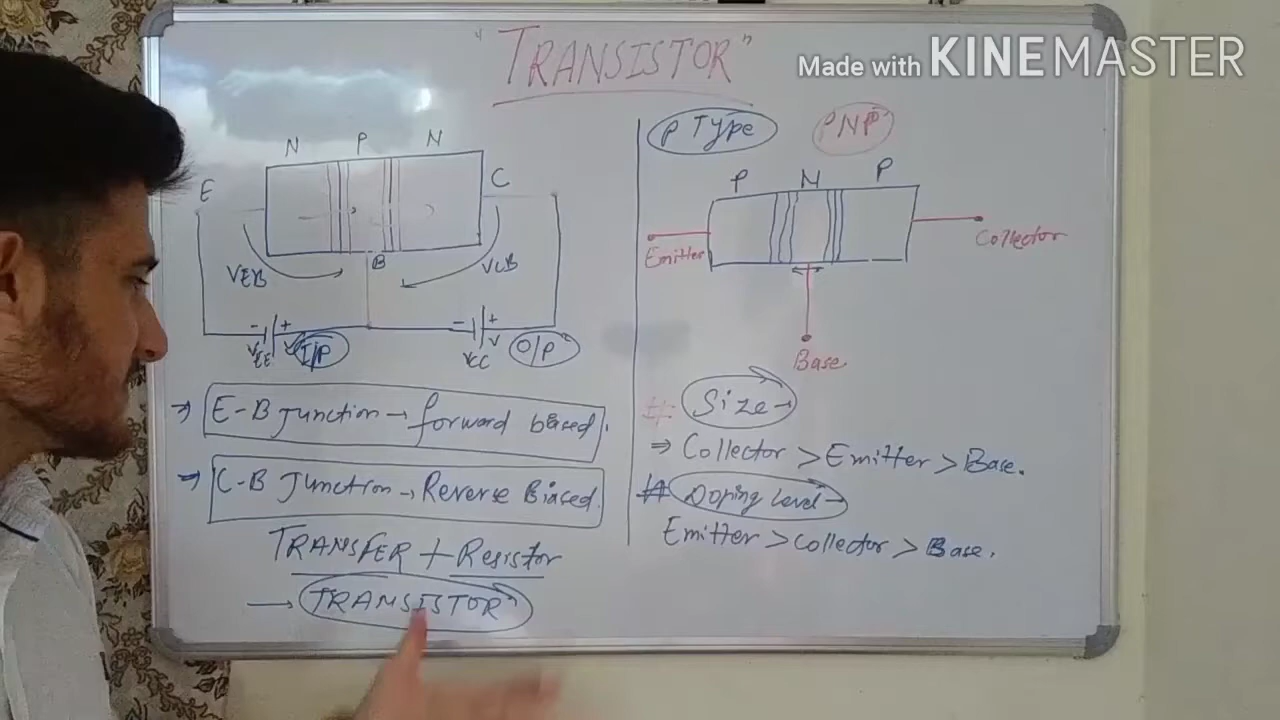 "TRANSISTOR"
Made with KINEMASTER
N P N
E
C
B
VEB
VCB
- +
VEE
I/P
- +
VCC
O/P
⇒ E-B Junction → forward biased.
⇒ C-B Junction → Reverse Biased.
TRANSFER + Resistor
→ TRANSISTOR"
P Type
PNP
P N P
Emitter
Collector
Base
#: Size →
⇒ Collector > Emitter > Base.
# Doping Level →
Emitter > Collector > Base.